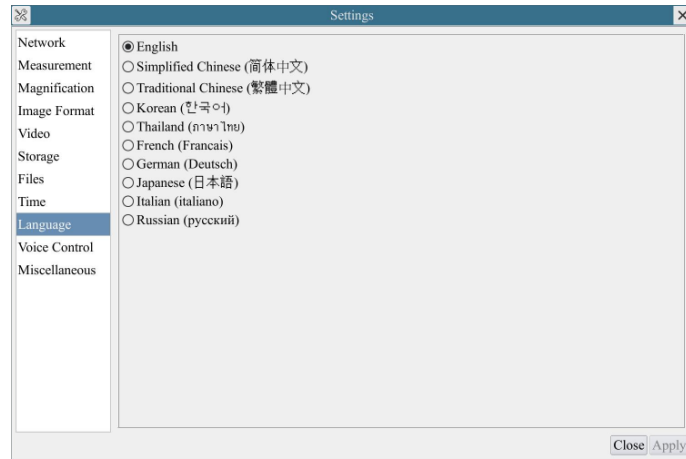 Settings
Network
Measurement
Magnification
Image Format
Video
Storage
Files
Time
Language
Voice Control
Miscellaneous
English
Simplified Chinese (简体中文)
Traditional Chinese (繁體中文)
Korean (한국어)
Thailand (ภาษาไทย)
French (Francais)
German (Deutsch)
Japanese (日本語)
Italian (italiano)
Russian (русский)
Close Apply